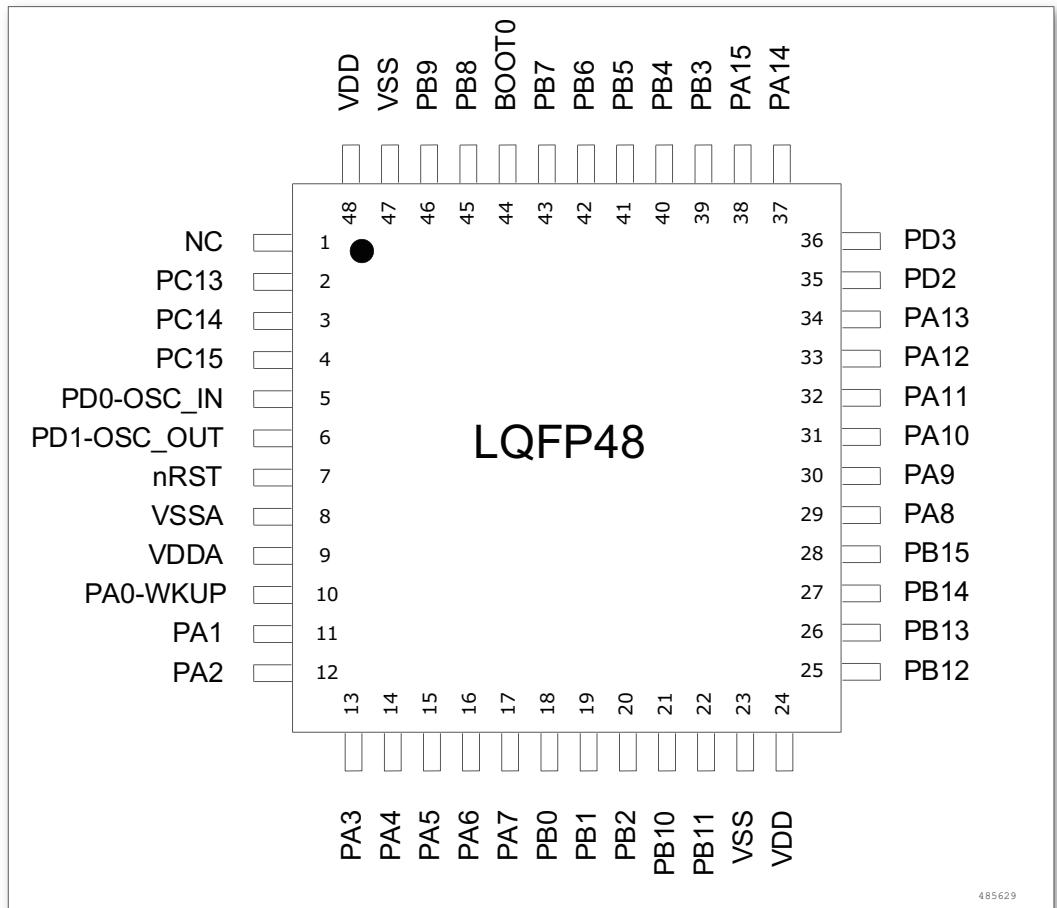 VDD
VSS
PB9
PB8
BOOT0
PB7
PB6
PB5
PB4
PB3
PA15
PA14
48
47
46
45
44
43
42
41
40
39
38
37
NC 1
PC13 2
PC14 3
PC15 4
PD0-OSC_IN 5
PD1-OSC_OUT 6
nRST 7
VSSA 8
VDDA 9
PA0-WKUP 10
PA1 11
PA2 12
LQFP48
36 PD3
35 PD2
34 PA13
33 PA12
32 PA11
31 PA10
30 PA9
29 PA8
28 PB15
27 PB14
26 PB13
25 PB12
13
14
15
16
17
18
19
20
21
22
23
24
PA3
PA4
PA5
PA6
PA7
PB0
PB1
PB2
PB10
PB11
VSS
VDD
485629